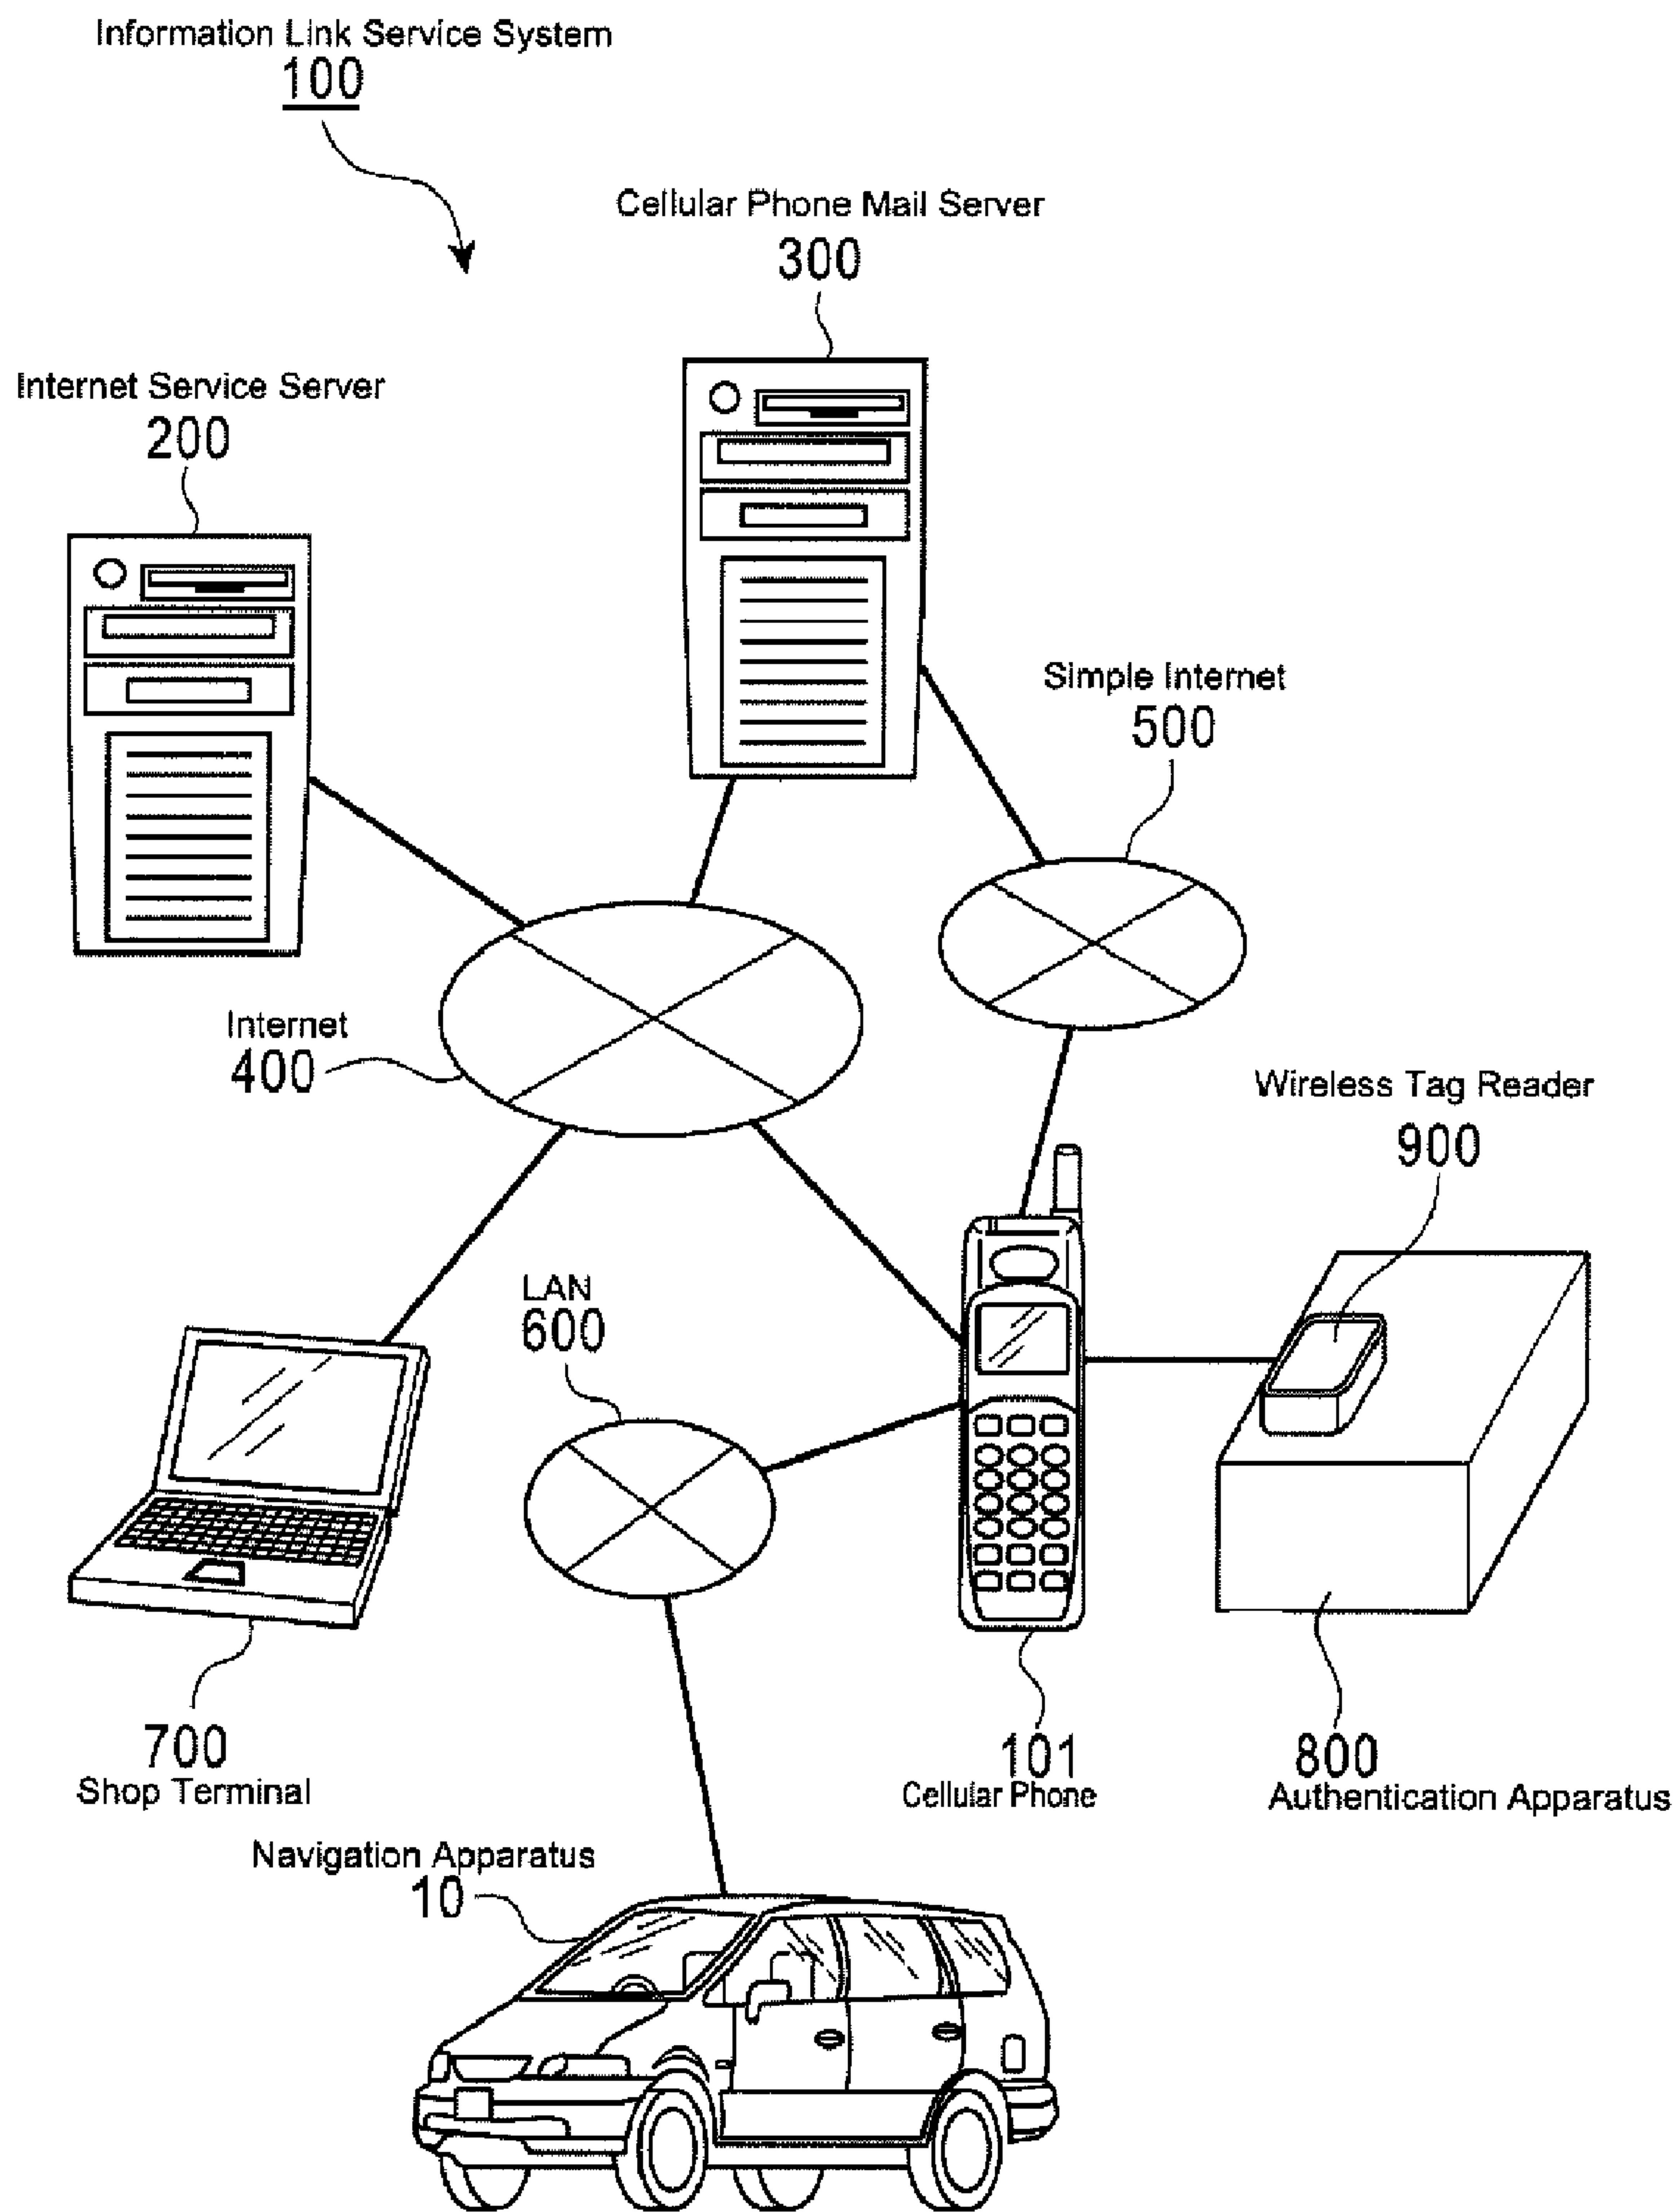 Information Link Service System
100
Cellular Phone Mail Server
300
Internet Service Server
200
Simple Internet
500
Internet
400
Wireless Tag Reader
900
LAN
600
700
Shop Terminal
101
Cellular Phone
800
Authentication Apparatus
Navigation Apparatus
10